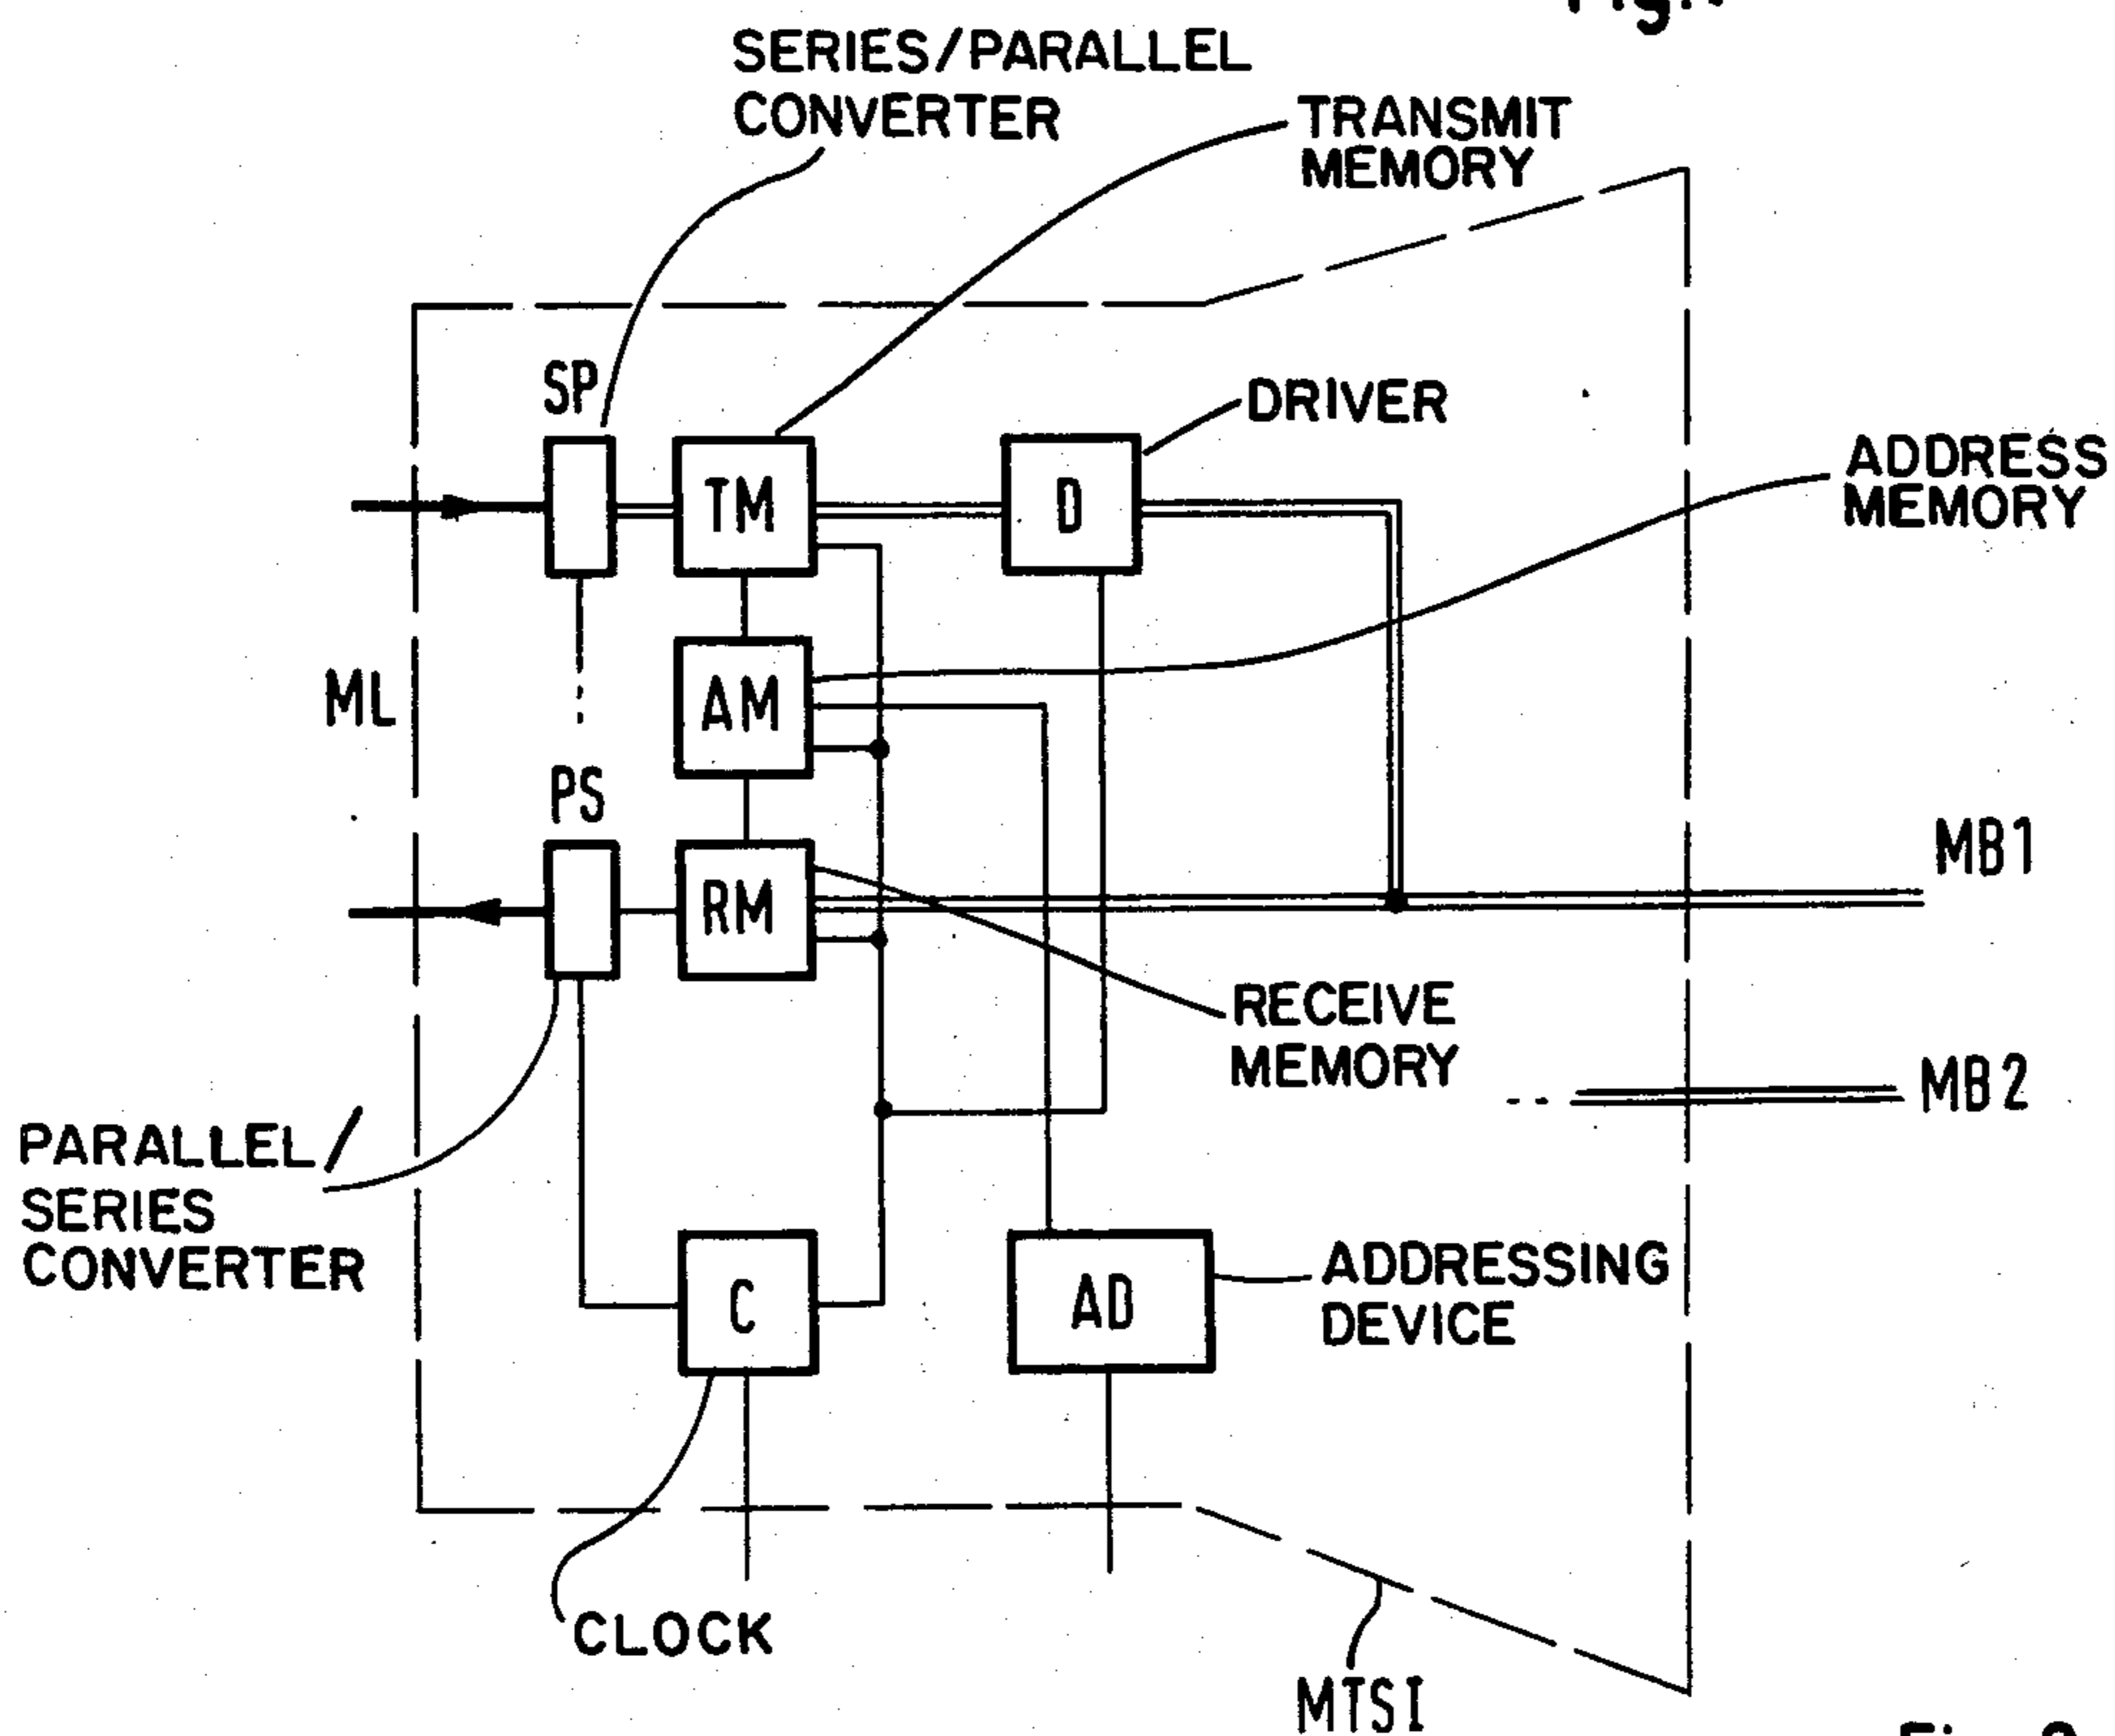 SERIES/PARALLEL
CONVERTER
TRANSMIT
MEMORY
SP
DRIVER
ADDRESS
MEMORY
TM
D
ML
AM
PS
MB1
RM
RECEIVE
MEMORY
MB2
PARALLEL/
SERIES
CONVERTER
C
AD
ADDRESSING
DEVICE
CLOCK
MTSI